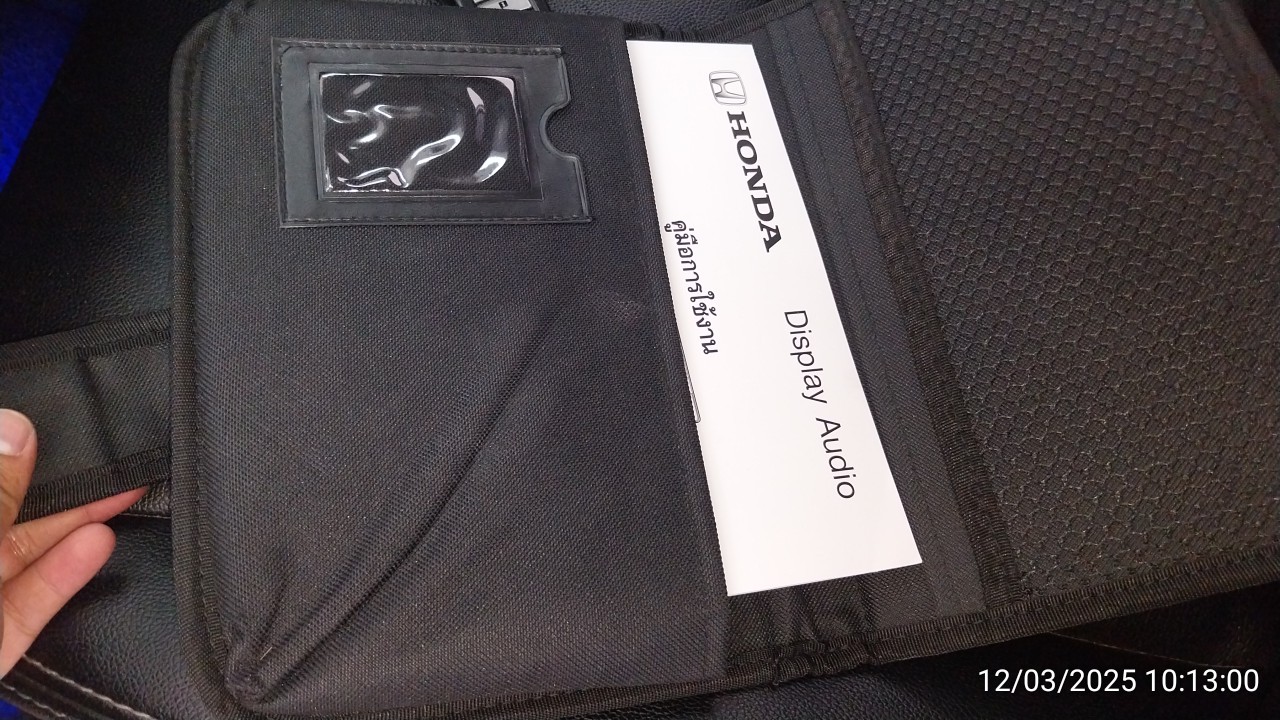 HONDA
Display Audio
คู่มือการใช้งาน
12/03/2025 10:13:00